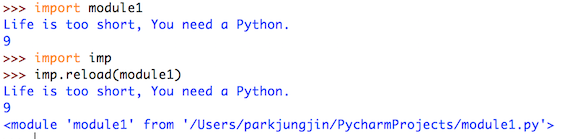 >>> import module1
Life is too short, You need a Python.
9
>>> import imp
>>> imp.reload(module1)
Life is too short, You need a Python.
9
<module 'module1' from '/Users/parkjungjin/PycharmProjects/module1.py'>